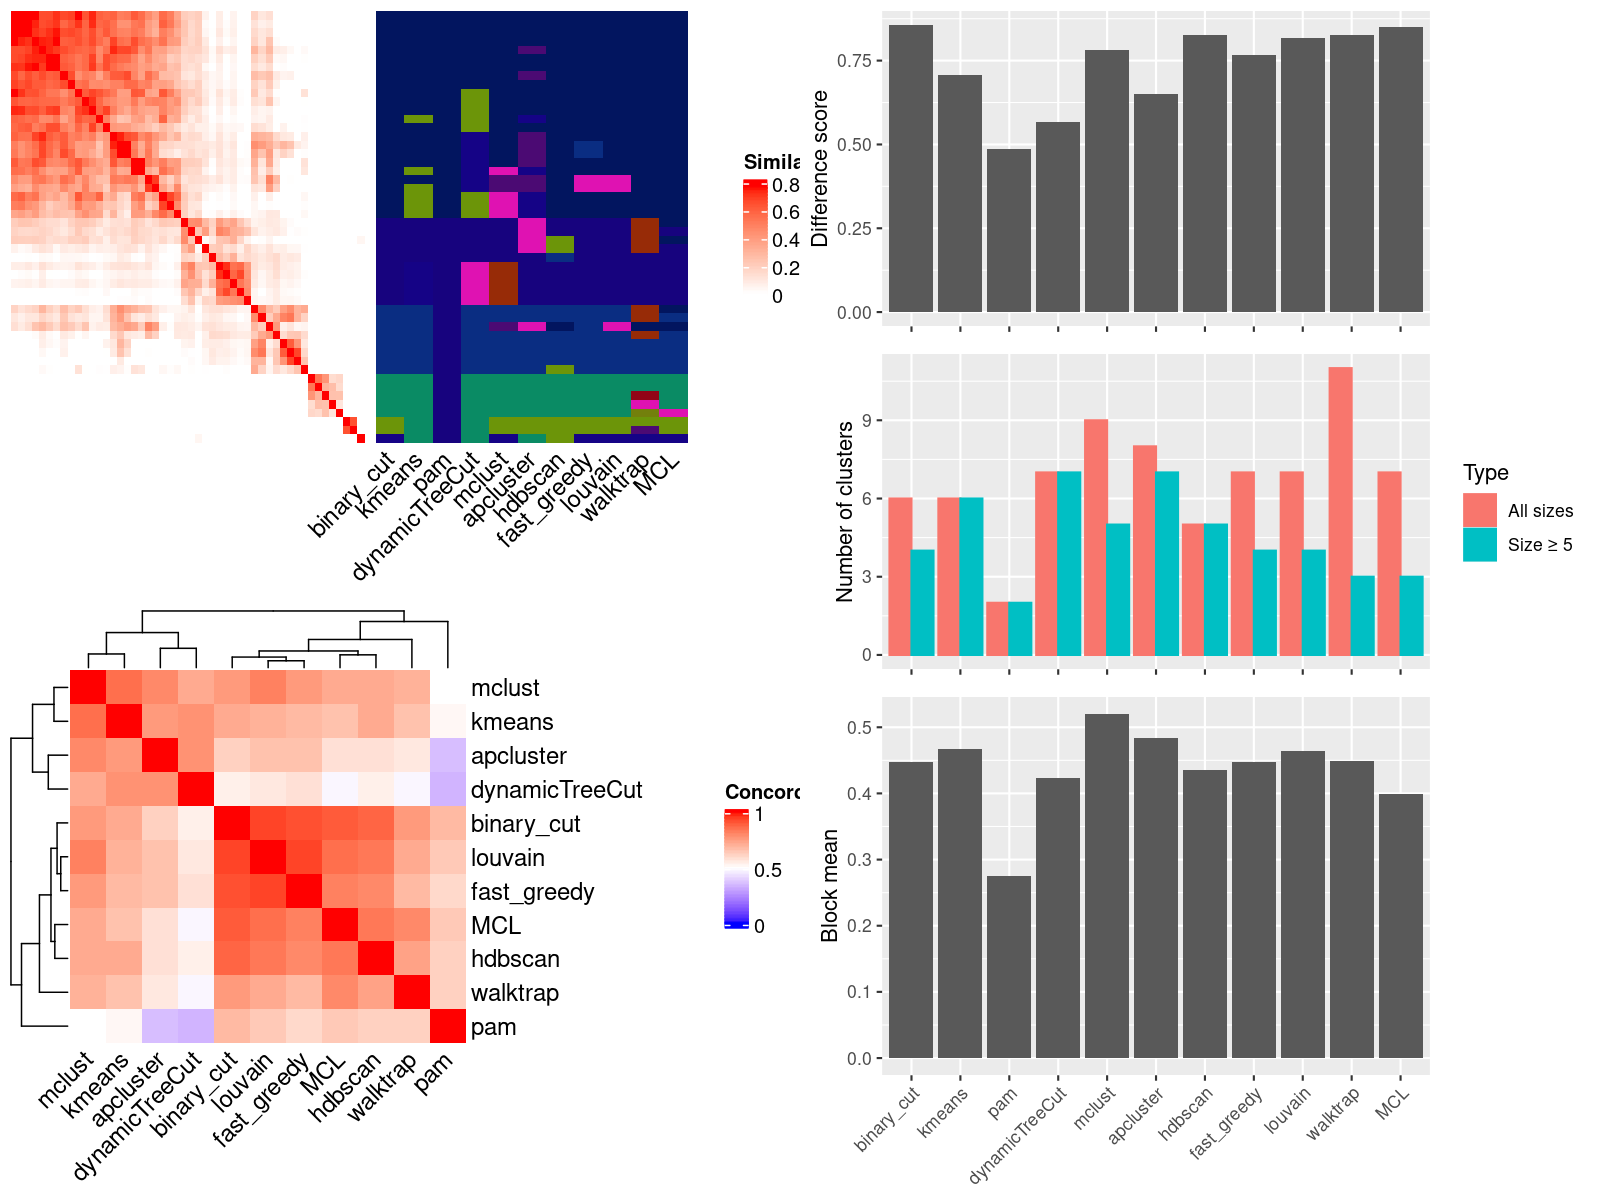 Simila
0.8
0.6
0.4
0.2
0
binary_cut
kmeans
pam
dynamicTreeCut
mclust
apcluster
hdbscan
fast_greedy
louvain
walktrap
MCL
mclust
kmeans
apcluster
dynamicTreeCut
binary_cut
louvain
fast_greedy
MCL
hdbscan
walktrap
pam
mclust
kmeans
apcluster
dynamicTreeCut
binary_cut
louvain
fast_greedy
MCL
hdbscan
walktrap
pam
Concord
1
0.5
0
Difference score
0.75
0.50
0.25
0.00
Number of clusters
9
6
3
0
Type
All sizes
Size ≥ 5
Block mean
0.5
0.4
0.3
0.2
0.1
0.0
binary_cut
kmeans
pam
dynamicTreeCut
mclust
apcluster
hdbscan
fast_greedy
louvain
walktrap
MCL